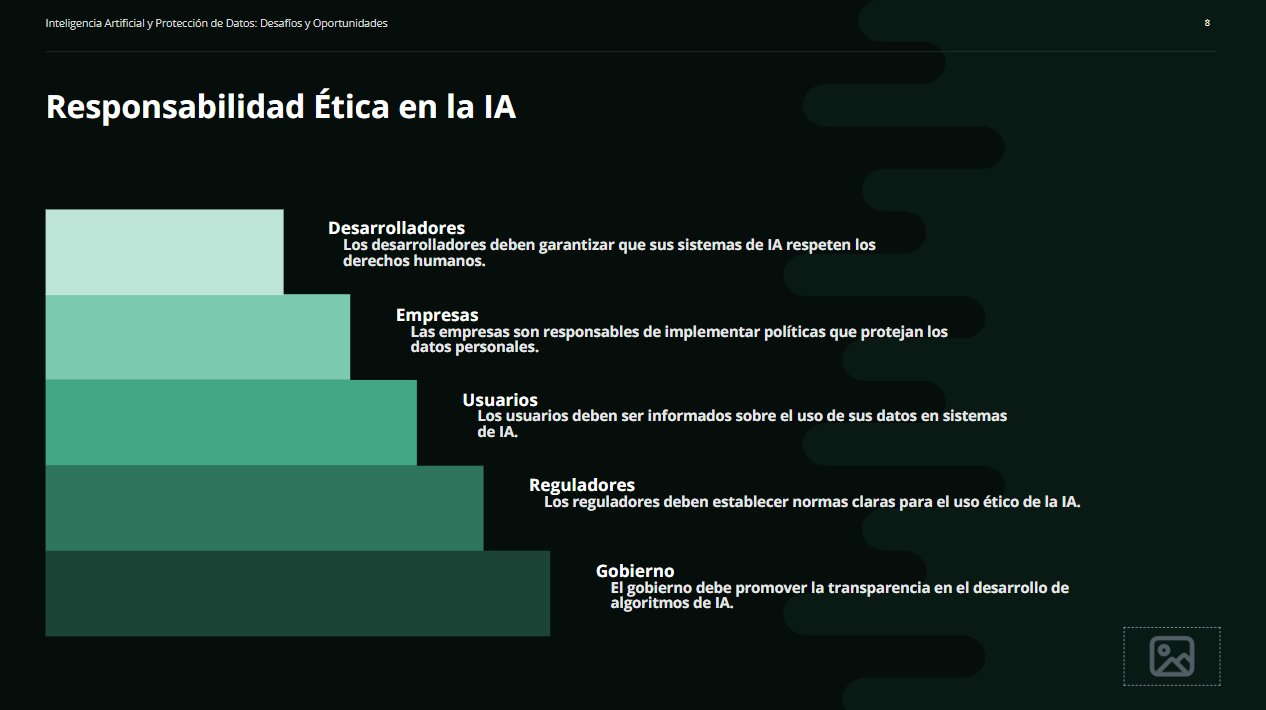 Inteligencia Artificial y Protección de Datos: Desafíos y Oportunidades
8
Responsabilidad Ética en la IA
Desarrolladores
Los desarrolladores deben garantizar que sus sistemas de IA respeten los
derechos humanos.
Empresas
Las empresas son responsables de implementar políticas que protejan los
datos personales.
Usuarios
Los usuarios deben ser informados sobre el uso de sus datos en sistemas
de IA.
Reguladores
Los reguladores deben establecer normas claras para el uso ético de la IA.
Gobierno
El gobierno debe promover la transparencia en el desarrollo de
algoritmos de IA.